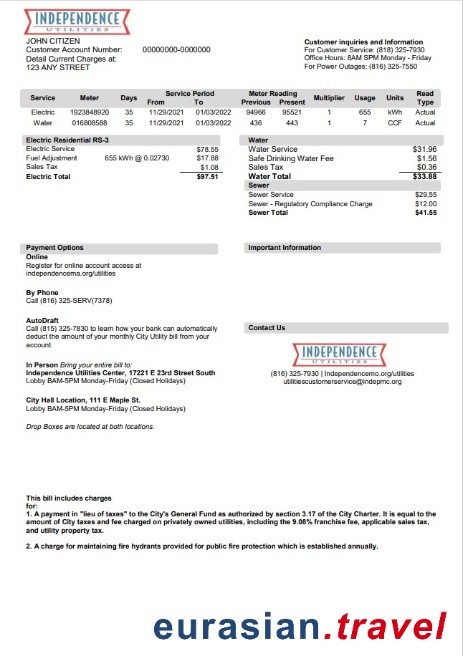 INDEPENDENCE
UTILITIES
JOHN CITIZEN
Customer Account Number: 00000000-0000000
Detail Current Charges at:
123 ANY STREET
Customer inquiries and Information
For Customer Service: (818) 325-7930
Office Hours: 8AM SPM Monday - Friday
For Power Outages: (816) 325-7550
Service Meter Days Service Period From To Meter Reading Previous Present Multiplier Usage Units Read Type
Electric 1923848920 35 11/29/2021 01/03/2022 94966 95521 1 655 kWh Actual
Water 016808588 35 11/29/2021 01/03/2022 436 443 1 7 CCF Actual
Electric Residential RS-3
Electric Service $78.55
Fuel Adjustment 655 kWh @ 0.02730 $17.88
Sales Tax $1.08
Electric Total $97.51
Water
Water Service $31.96
Safe Drinking Water Fee $1.56
Sales Tax $0.36
Water Total $33.88
Sewer
Sewer Service $29,55
Sewer - Regulatory Compliance Charge $12.00
Sewer Total $41.55
Payment Options
Online
Register for online account access at
independencema.org/utilities
By Phone
Call (816) 325-SERV(7378)
AutoDraft
Call (815) 325-7830 to learn how your bank can automatically
deduct the amount of your monthly City Utility bill from your
account
In Person Bring your entire bill to:
Independence Utilities Center, 17221 E 23rd Street South
Lobby BAM-5PM Monday-Friday (Closed Holidays)
City Hall Location, 111 E Maple St.
Lobby BAM-5PM Monday-Friday (Closed Holidays)
Drop Boxes are located at both locations.
Important Information
Contact Us
INDEPENDENCE
UTILITIES
(816) 325-7930 | Independencemo.org/utilities
utilitiescustomerservice@indepmc.org
This bill includes charges
for:
1. A payment in "lieu of taxes" to the City's General Fund as authorized by section 3.17 of the City Charter. It is equal to the
amount of City taxes and fee charged on privately owned utilities, including the 9.08% franchise fee, applicable sales tax,
and utility property tax.
2. A charge for maintaining fire hydrants provided for public fire protection which is established annually.
eurasian.travel